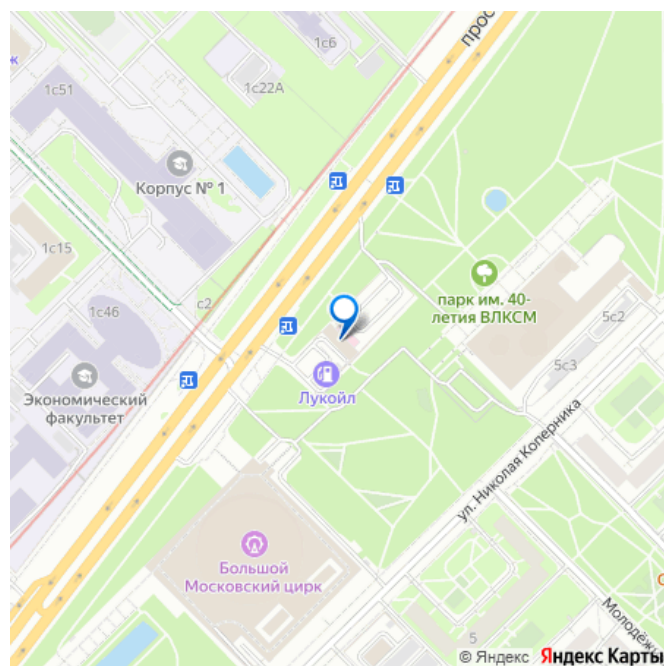 1с6
прос
ж
1с51
1с22А
Корпус № 1
1с15
с2
парк им. 40-
летия ВЛКСМ
1с46
5с2
5с3
Экономический
факультет
Лукойл
ул. Николая Коперника
Большой
Московский цирк
5
Молодёжн
© Яндекс Яндекс Карты